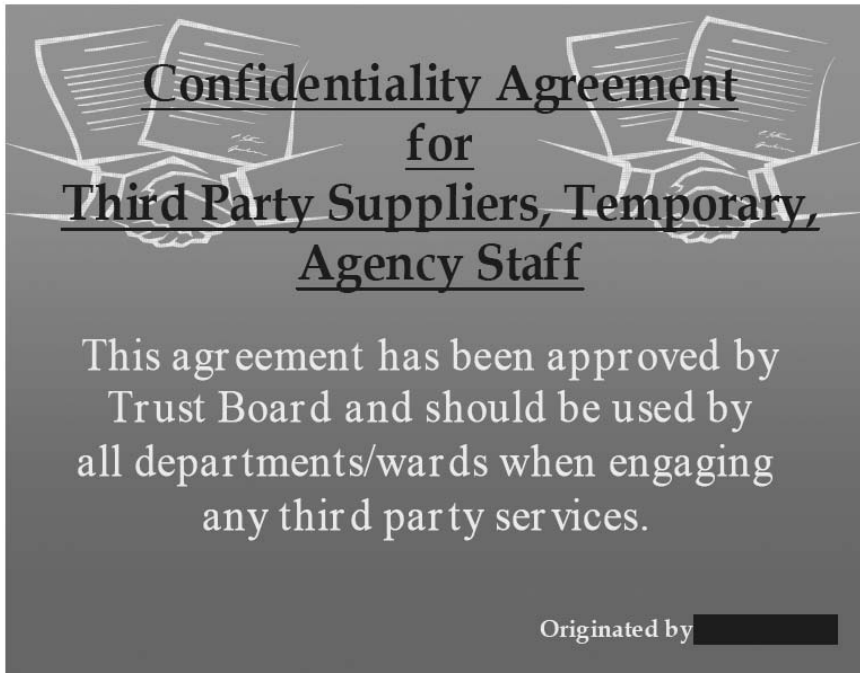 Confidentiality Agreement
for
Third Party Suppliers, Temporary,
Agency Staff
This agreement has been approved by
Trust Board and should be used by
all departments/wards when engaging
any third party services.
Originated by